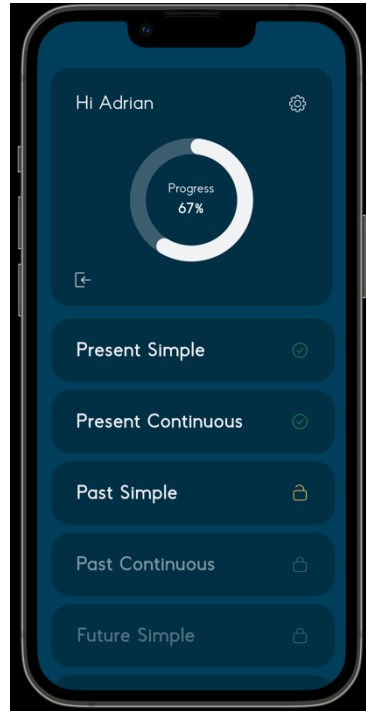 Hi Adrian
Progress
67%
Present Simple
Present Continuous
Past Simple
Past Continuous
Future Simple